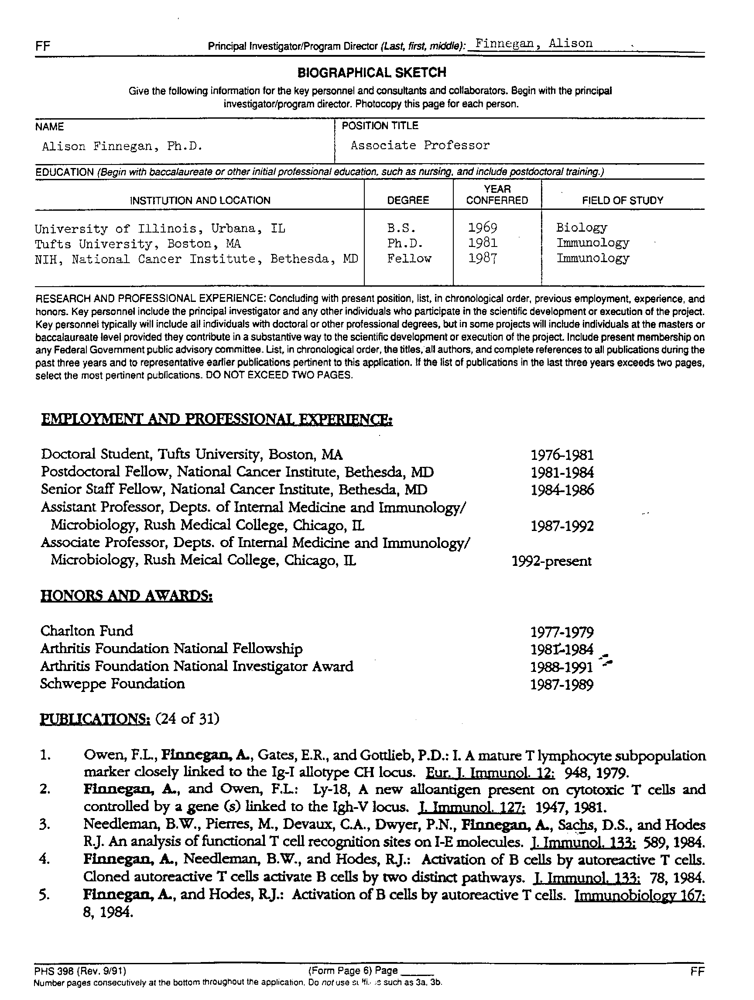 FF Principal Investigator/Program Director (Last, first, middle): Finnegan, Alison
BIOGRAPHICAL SKETCH
Give the following information for the key personnel and consultants and collaborators. Begin with the principal
investigator/program director. Photocopy this page for each person.
NAME POSITION TITLE
Alison Finnegan, Ph.D. Associate Professor
EDUCATION (Begin with baccalaureate or other initial professional education, such as nursing, and include postdoctoral training.)
INSTITUTION AND LOCATION DEGREE YEAR CONFERRED FIELD OF STUDY
University of Illinois, Urbana, IL B.S. 1969 Biology
Tufts University, Boston, MA Ph.D. 1981 Immunology
NIH, National Cancer Institute, Bethesda, MD Fellow 1987 Immunology
RESEARCH AND PROFESSIONAL EXPERIENCE: Concluding with present position, list, in chronological order, previous employment, experience, and
honors. Key personnel include the principal investigator and any other individuals who participate in the scientific development or execution of the project.
Key personnel typically will include all individuals with doctoral or other professional degrees, but in some projects will include individuals at the masters or
baccalaureate level provided they contribute in a substantive way to the scientific development or execution of the project. Include present membership on
any Federal Government public advisory committee. List, in chronological order, the titles, all authors, and complete references to all publications during the
past three years and to representative earlier publications pertinent to this application. If the list of publications in the last three years exceeds two pages,
select the most pertinent publications. DO NOT EXCEED TWO PAGES.
EMPLOYMENT AND PROFESSIONAL EXPERIENCE:
Doctoral Student, Tufts University, Boston, MA 1976-1981
Postdoctoral Fellow, National Cancer Institute, Bethesda, MD 1981-1984
Senior Staff Fellow, National Cancer Institute, Bethesda, MD 1984-1986
Assistant Professor, Depts. of Internal Medicine and Immunology/
Microbiology, Rush Medical College, Chicago, IL 1987-1992
Associate Professor, Depts. of Internal Medicine and Immunology/
Microbiology, Rush Meical College, Chicago, IL 1992-present
HONORS AND AWARDS:
Charlton Fund 1977-1979
Arthritis Foundation National Fellowship 1981-1984
Arthritis Foundation National Investigator Award 1988-1991
Schweppe Foundation 1987-1989
PUBLICATIONS: (24 of 31)
1. Owen, F.L., Finnegan, A., Gates, E.R., and Gottlieb, P.D.: I. A mature T lymphocyte subpopulation
marker closely linked to the Ig-I allotype CH locus. Eur. J. Immunol. 12: 948, 1979.
2. Finnegan, A., and Owen, F.L.: Ly-18, A new alloantigen present on cytotoxic T cells and
controlled by a gene (s) linked to the Igh-V locus. J. Immunol. 127: 1947, 1981.
3. Needleman, B.W., Pierres, M., Devaux, C.A., Dwyer, P.N., Finnegan, A., Sachs, D.S., and Hodes
R.J. An analysis of functional T cell recognition sites on I-E molecules. J. Immunol. 133: 589, 1984.
4. Finnegan, A., Needleman, B.W., and Hodes, R.J.: Activation of B cells by autoreactive T cells.
Cloned autoreactive T cells activate B cells by two distinct pathways. J. Immunol. 133: 78, 1984.
5. Finnegan, A., and Hodes, R.J.: Activation of B cells by autoreactive T cells. Immunobiology 167:
8, 1984.
PHS 398 (Rev. 9/91) (Form Page 6) Page ______ FF
Number pages consecutively at the bottom throughout the application. Do not use such as 3a, 3b.